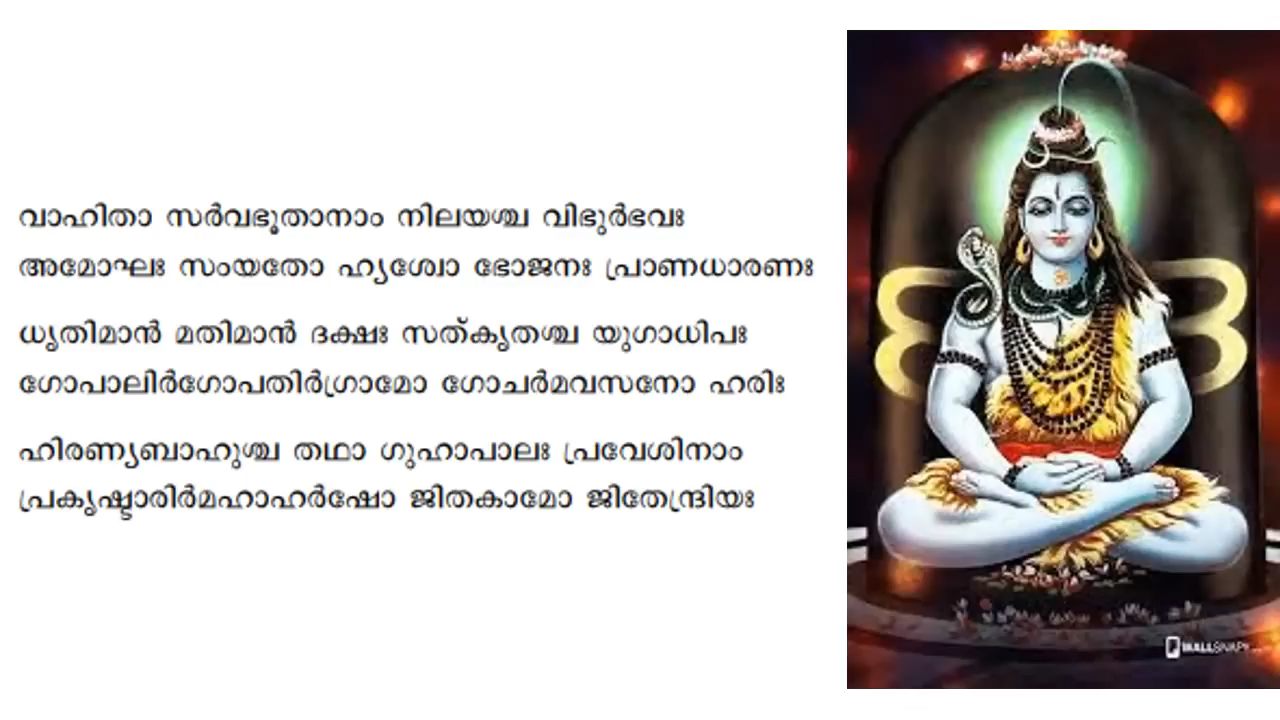 വാഹിതാ സർവഭൂതാനാം നിലയശ്ച വിഭുർഭവഃ
അമോഘഃ സംയതോ ഹ്യശ്വോ ഭോജനഃ പ്രാണധാരണഃ
ധൃതിമാൻ മതിമാൻ ദക്ഷഃ സത്കൃതശ്ച യുഗാധിപഃ
ഗോപാലിർഗോപതിർഗ്രാമോ ഗോചർമവസനോ ഹരിഃ
ഹിരണ്യബാഹുശ്ച തഥാ ഗുഹാപാലഃ പ്രവേശിനാം
പ്രകൃഷ്ടാരിർമഹാഹർഷോ ജിതകാമോ ജിതേന്ദ്രിയഃ